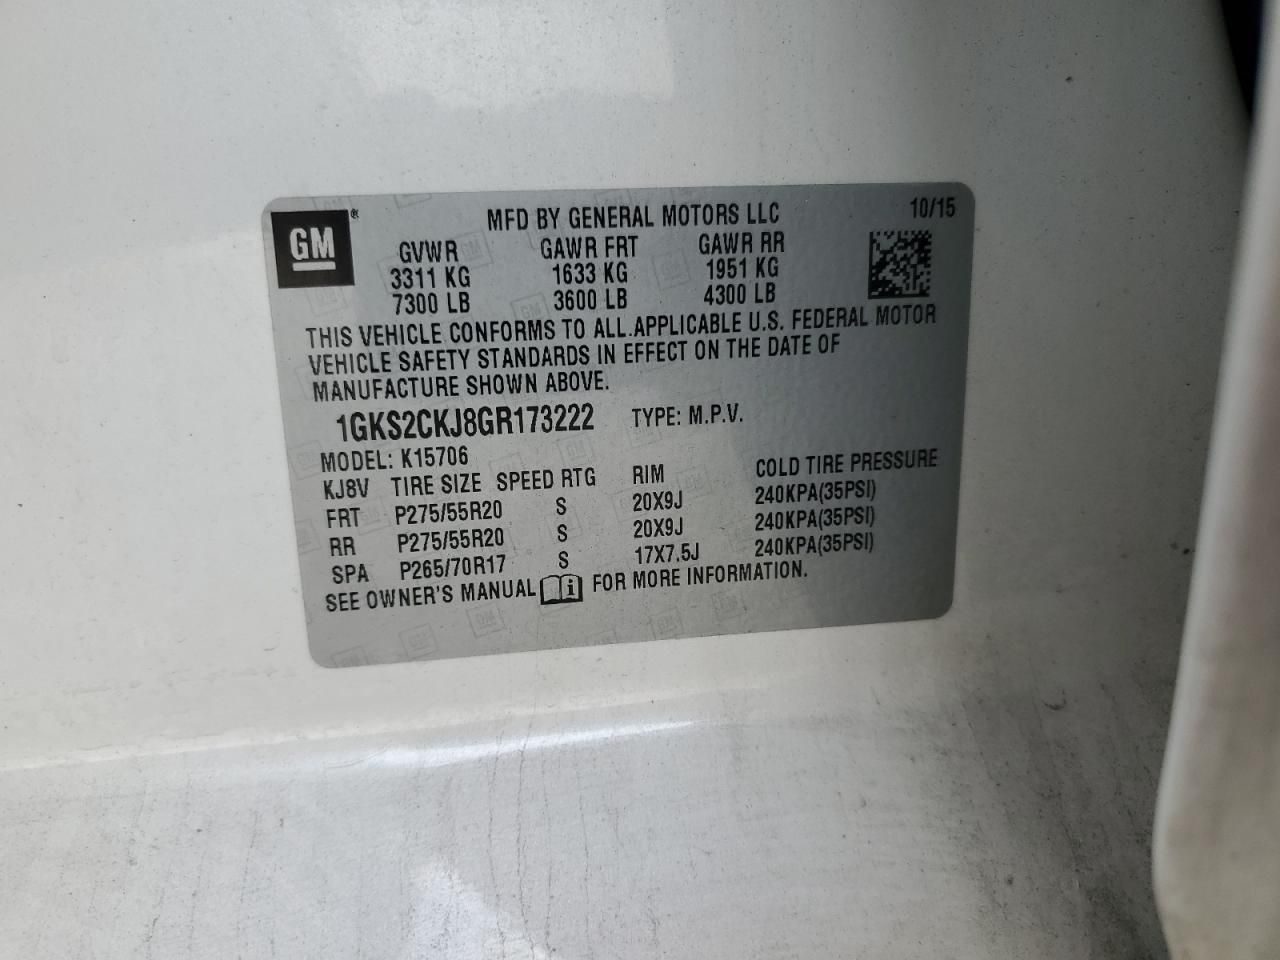 GM®
MFD BY GENERAL MOTORS LLC
10/15
GVWR GAWR FRT GAWR RR
3311 KG 1633 KG 1951 KG
7300 LB 3600 LB 4300 LB
THIS VEHICLE CONFORMS TO ALL APPLICABLE U.S. FEDERAL MOTOR
VEHICLE SAFETY STANDARDS IN EFFECT ON THE DATE OF
MANUFACTURE SHOWN ABOVE.
1GKS2CKJ8GR173222 TYPE: M.P.V.
MODEL: K15706
KJ8V TIRE SIZE SPEED RTG RIM COLD TIRE PRESSURE
FRT P275/55R20 S 20X9J 240KPA(35PSI)
RR P275/55R20 S 20X9J 240KPA(35PSI)
SPA P265/70R17 S 17X7.5J 240KPA(35PSI)
SEE OWNER'S MANUAL i FOR MORE INFORMATION.